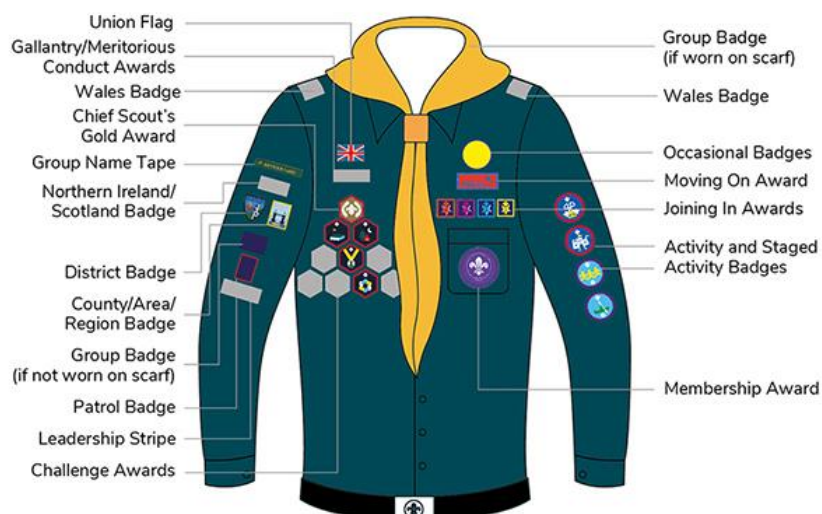 Union Flag
Gallantry/Meritorious
Conduct Awards
Wales Badge
Chief Scout's
Gold Award
Group Name Tape
Northern Ireland/
Scotland Badge
District Badge
County/Area/
Region Badge
Group Badge
(if not worn on scarf)
Patrol Badge
Leadership Stripe
Challenge Awards
Group Badge
(if worn on scarf)
Wales Badge
Occasional Badges
Moving On Award
Joining In Awards
Activity and Staged
Activity Badges
Membership Award